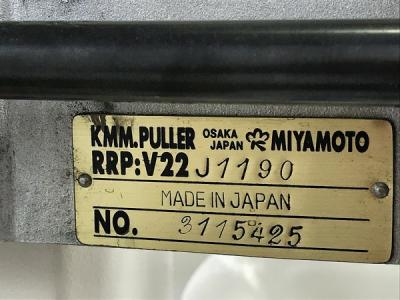 KMM.PULLER OSAKA JAPAN MIYAMOTO
RRP:V22 J1190
MADE IN JAPAN
NO. 3115425